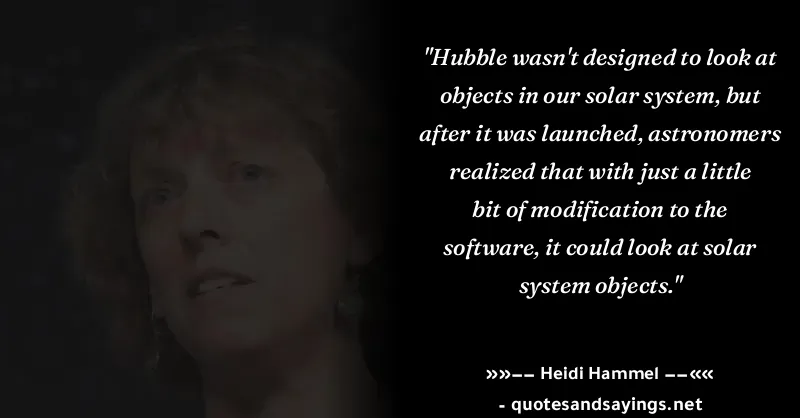 "Hubble wasn't designed to look at
objects in our solar system, but
after it was launched, astronomers
realized that with just a little
bit of modification to the
software, it could look at solar
system objects."
»»−− Heidi Hammel −−««
- quotesandsayings.net